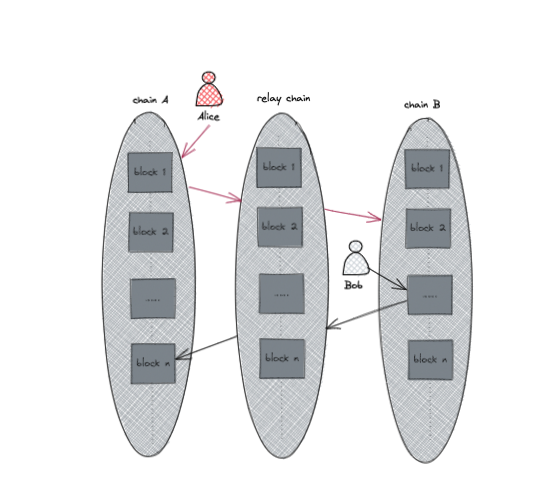 chain A
Alice
relay chain
chain B
block 1
block 1
block 1
block 2
block 2
block 2
Bob
.....
.....
.....
block n
block n
block n